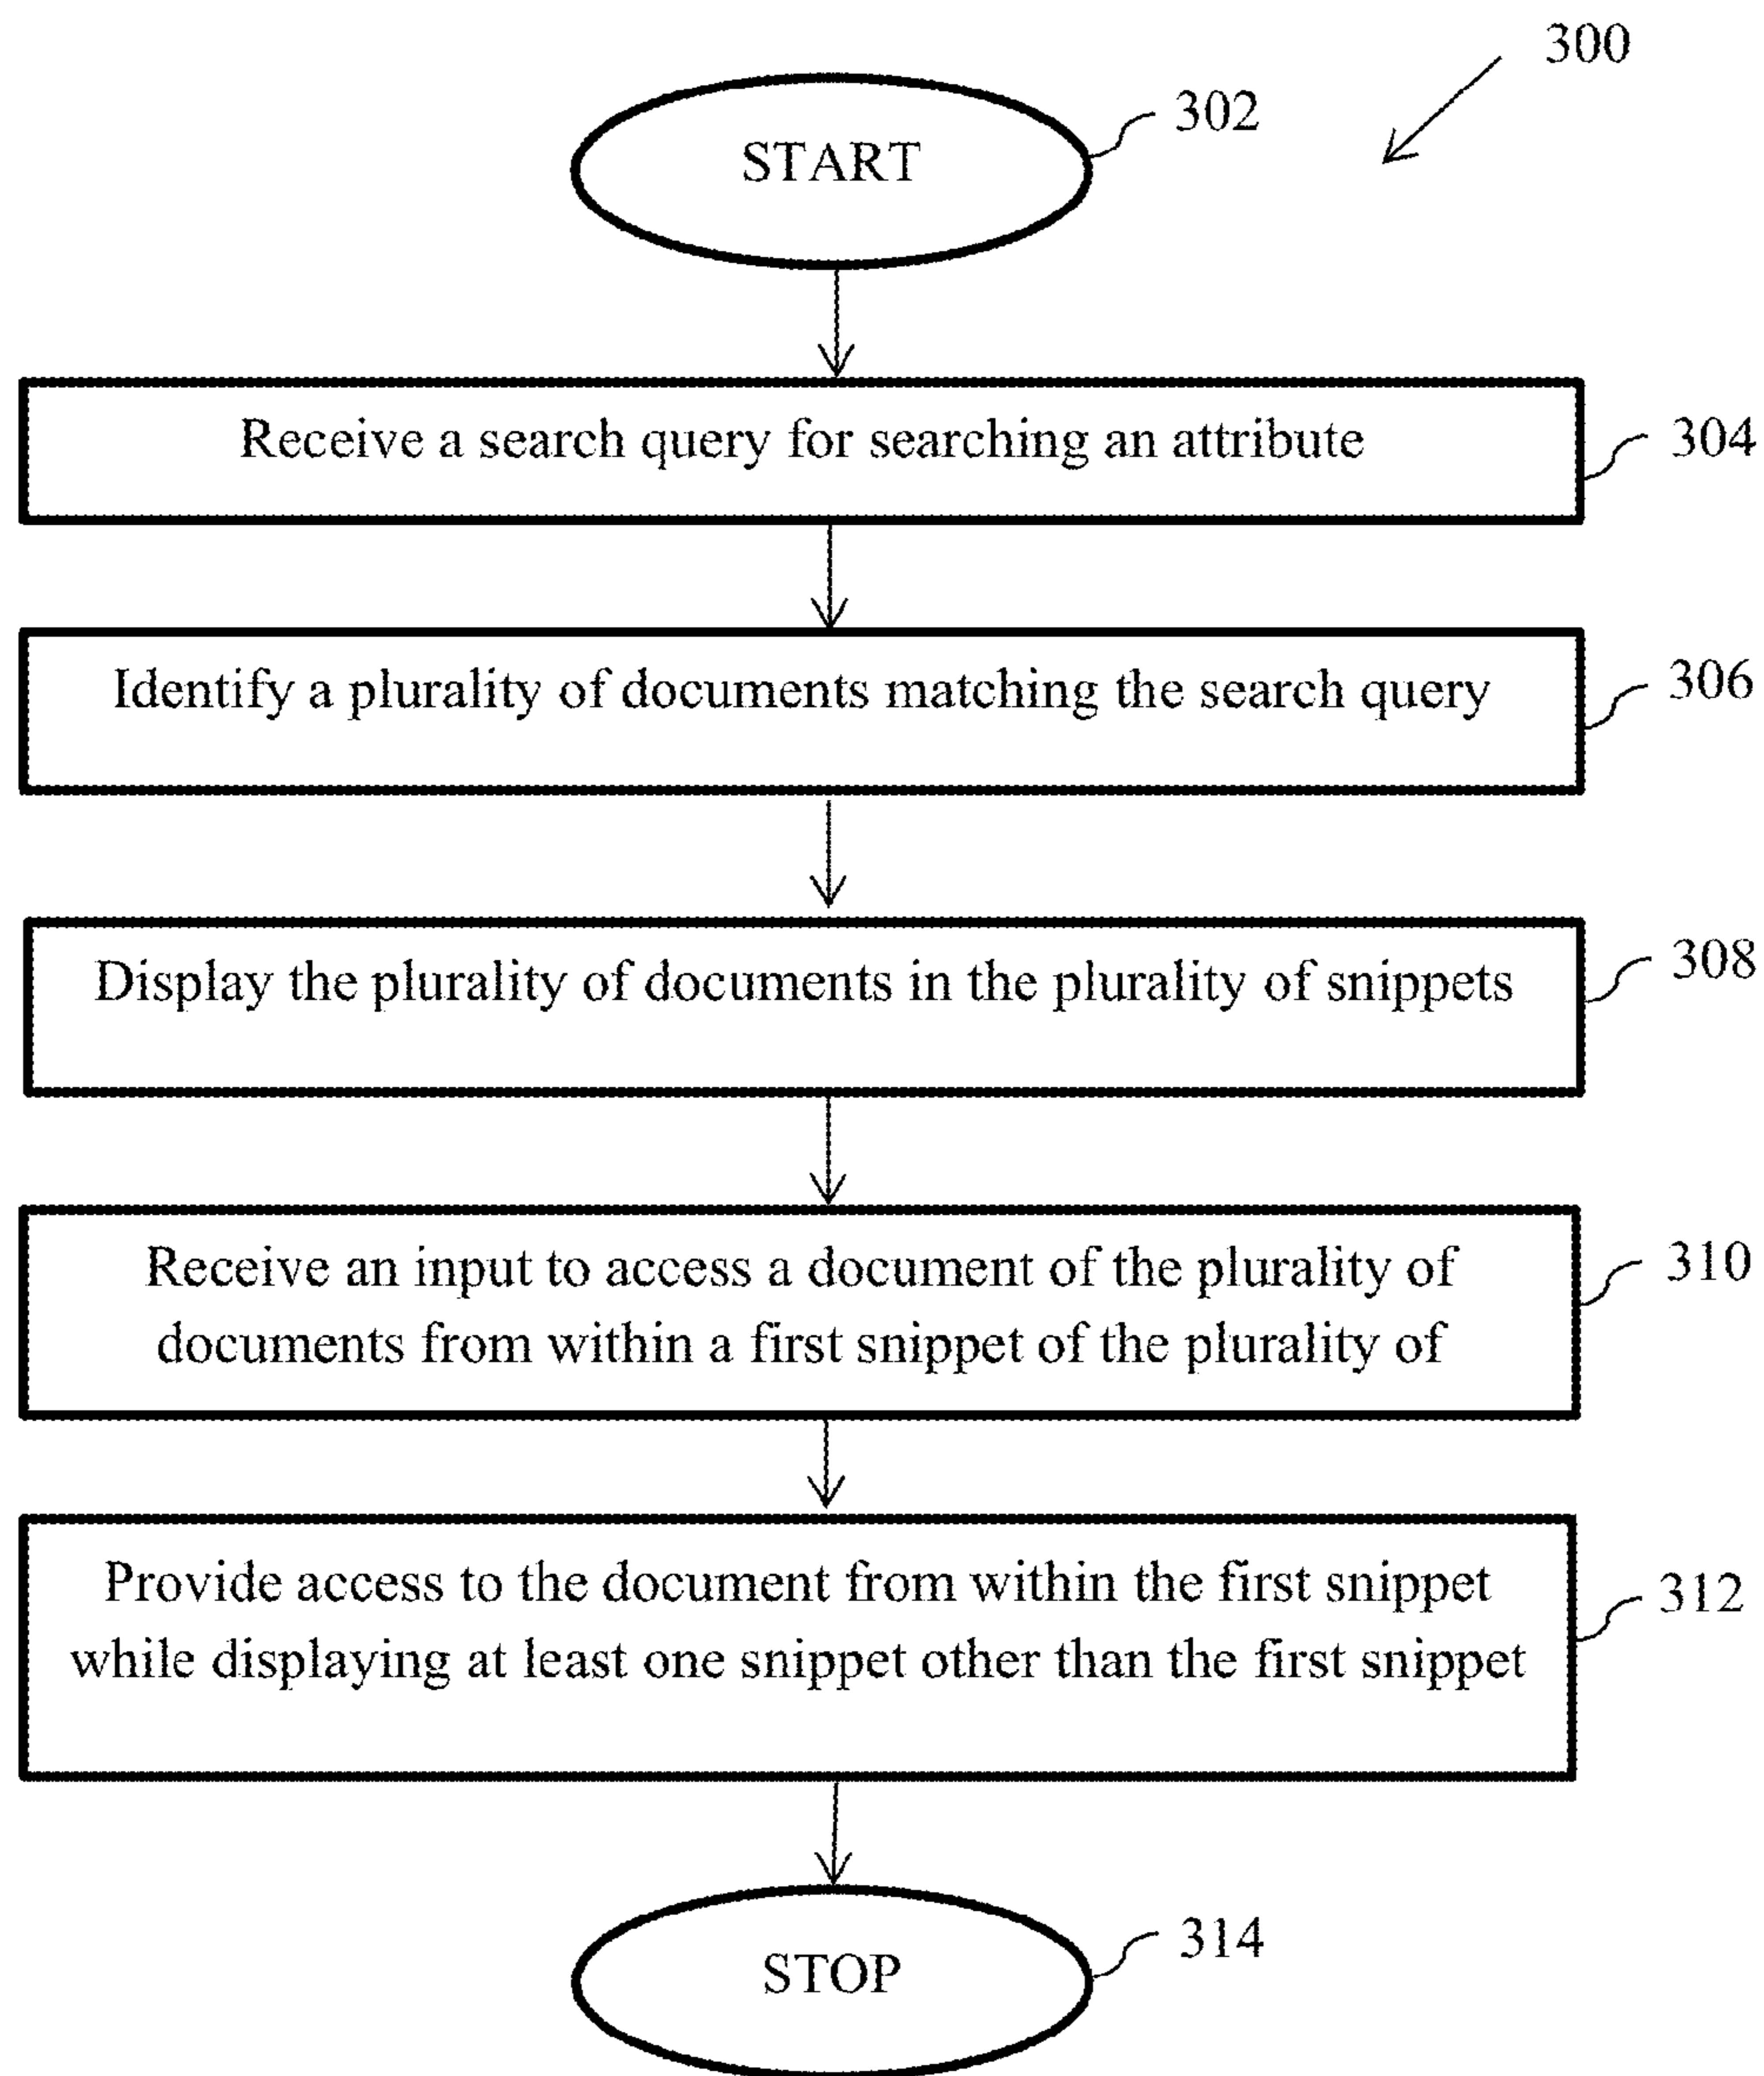 300
302
START
Receive a search query for searching an attribute
304
Identify a plurality of documents matching the search query
306
Display the plurality of documents in the plurality of snippets
308
Receive an input to access a document of the plurality of
documents from within a first snippet of the plurality of
310
Provide access to the document from within the first snippet
while displaying at least one snippet other than the first snippet
312
STOP
314